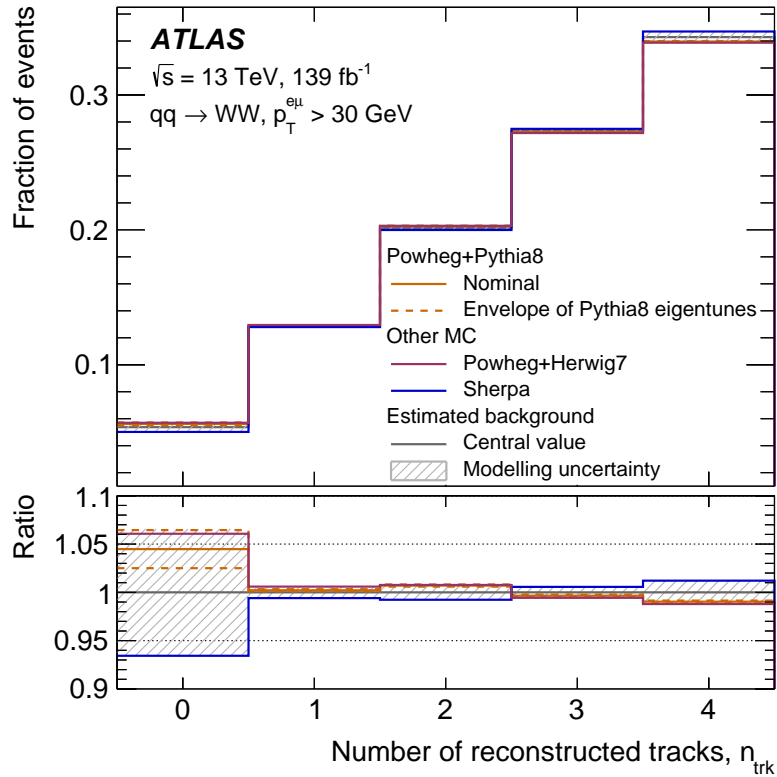 ATLAS
√s = 13 TeV, 139 fb⁻¹
qq → WW, p_T^eμ > 30 GeV
Fraction of events
0.3
0.2
0.1
Powheg+Pythia8
Nominal
Envelope of Pythia8 eigentunes
Other MC
Powheg+Herwig7
Sherpa
Estimated background
Central value
Modelling uncertainty
Ratio
1.1
1.05
1
0.95
0.9
0 1 2 3 4
Number of reconstructed tracks, n_trk